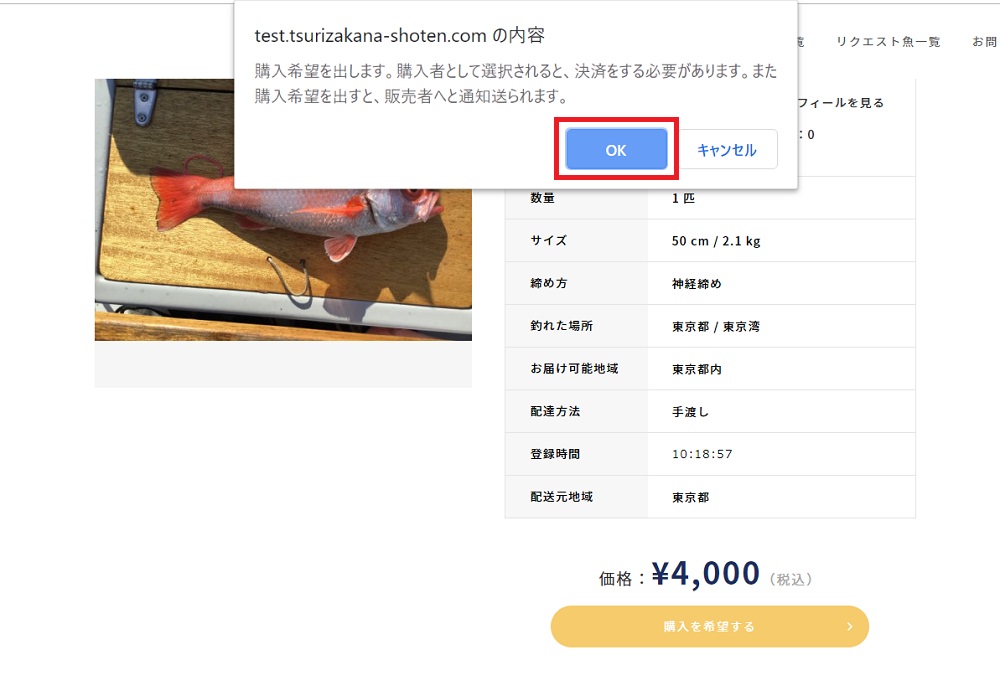 test.tsurizakana-shoten.com の内容
購入希望を出します。購入者として選択されると、決済をする必要があります。また
購入希望を出すと、販売者へと通知送られます。
OK キャンセル
覧 リクエスト魚一覧 お問
フィールを見る
: 0
数量 1 匹
サイズ 50 cm / 2.1 kg
締め方 神経締め
釣れた場所 東京都 / 東京湾
お届け可能地域 東京都内
配達方法 手渡し
登録時間 10:18:57
配送元地域 東京都
価格：¥4,000（税込）
購入を希望する